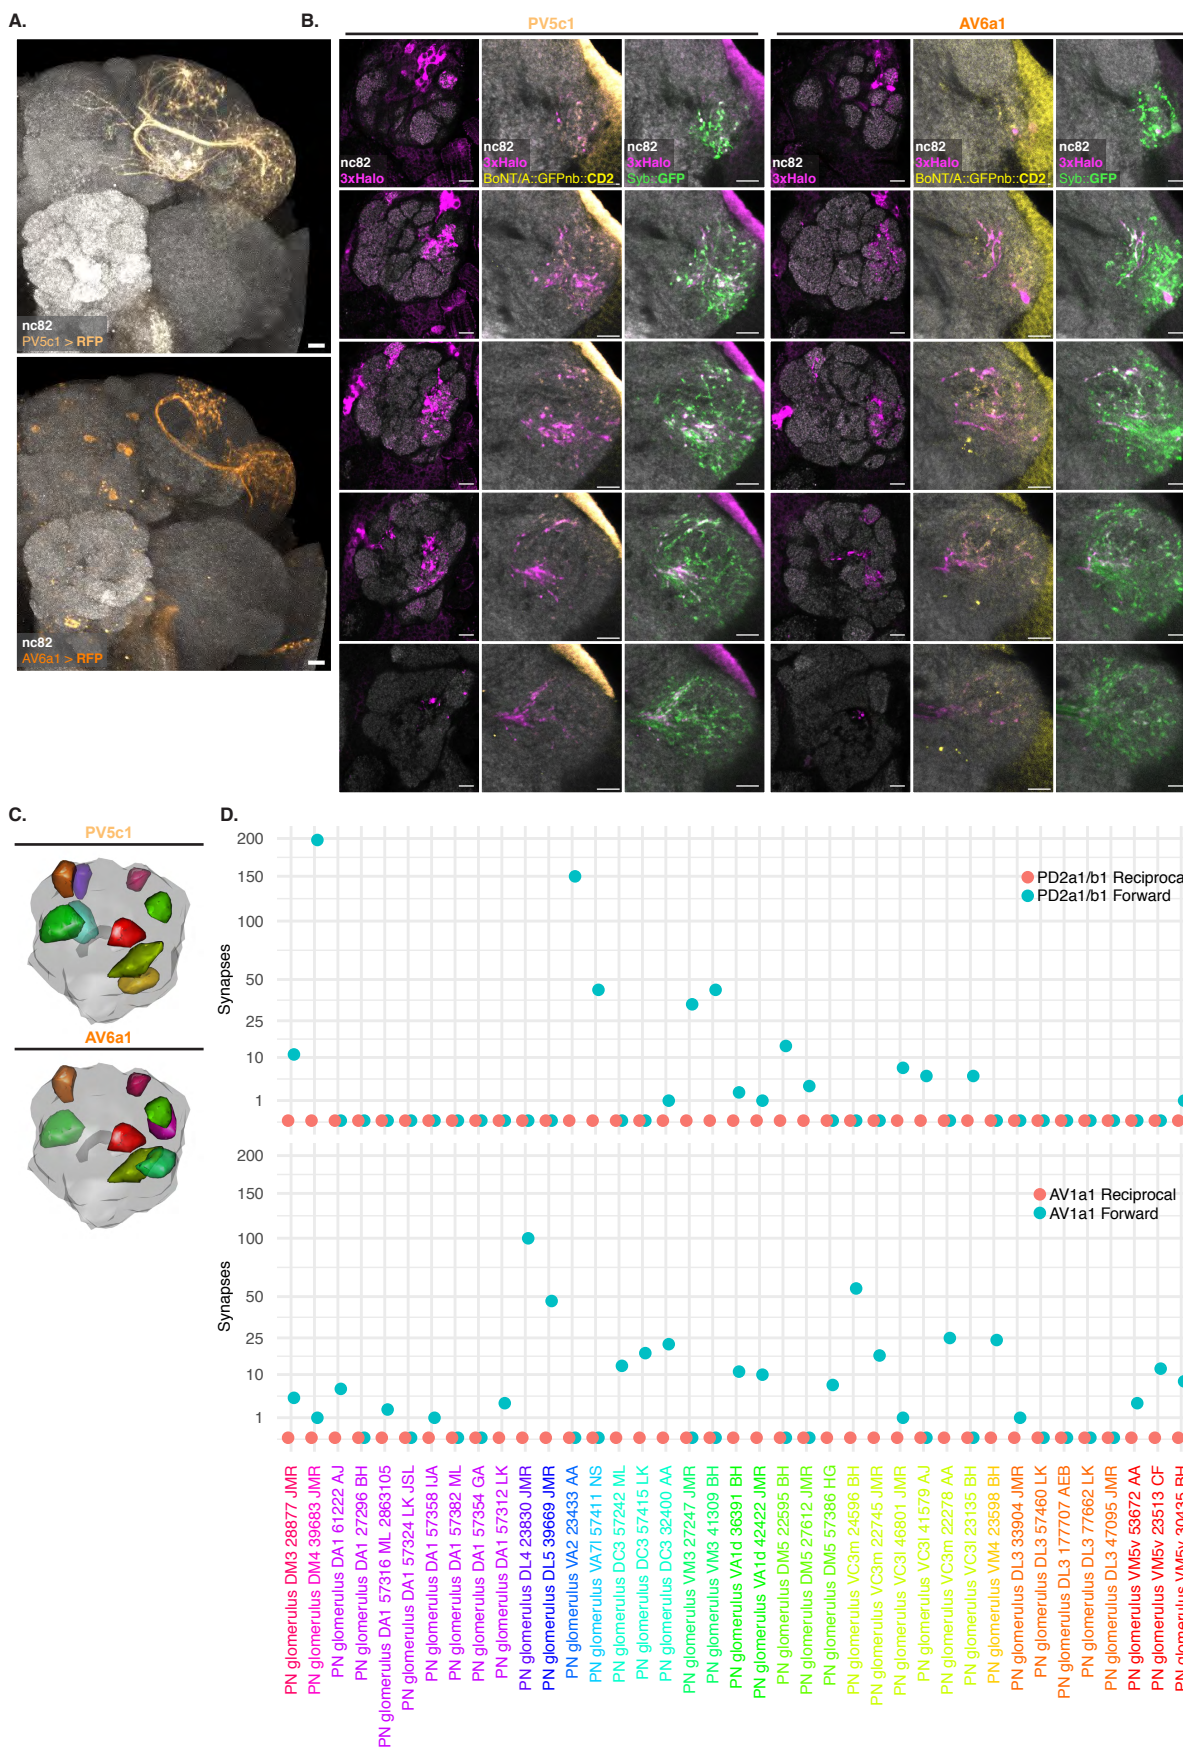 A.
nc82
PV5c1 > RFP
nc82
AV6a1 > RFP
B.
PV5c1
AV6a1
nc82
3xHalo
nc82
3xHalo
BoNT/A::GFPnb::CD2
nc82
3xHalo
Syb::GFP
nc82
3xHalo
nc82
3xHalo
BoNT/A::GFPnb::CD2
nc82
3xHalo
Syb::GFP
C.
PV5c1
AV6a1
D.
200
150
100
50
25
10
1
Synapses
PD2a1/b1 Reciprocal
PD2a1/b1 Forward
200
150
100
50
25
10
1
Synapses
AV1a1 Reciprocal
AV1a1 Forward
PN glomerulus DM3 28877 JMR
PN glomerulus DM4 39683 JMR
PN glomerulus DA1 61222 AJ
PN glomerulus DA1 27296 BH
PN glomerulus DA1 57316 ML 2863105
PN glomerulus DA1 57324 LK JSL
PN glomerulus DA1 57358 IJA
PN glomerulus DA1 57382 ML
PN glomerulus DA1 57354 GA
PN glomerulus DA1 57312 LK
PN glomerulus DL4 23830 JMR
PN glomerulus DL5 39669 JMR
PN glomerulus VA2 23433 AA
PN glomerulus VA7l 57411 NS
PN glomerulus DC3 57242 ML
PN glomerulus DC3 57415 LK
PN glomerulus DC3 32400 AA
PN glomerulus VM3 27247 JMR
PN glomerulus VM3 41309 BH
PN glomerulus VA1d 36391 BH
PN glomerulus VA1d 42422 JMR
PN glomerulus DM5 22595 BH
PN glomerulus DM5 27612 JMR
PN glomerulus DM5 57386 HG
PN glomerulus VC3m 24596 BH
PN glomerulus VC3m 22745 JMR
PN glomerulus VC3l 46801 JMR
PN glomerulus VC3l 41579 AJ
PN glomerulus VC3m 22278 AA
PN glomerulus VC3l 23135 BH
PN glomerulus VM4 23598 BH
PN glomerulus DL3 33904 JMR
PN glomerulus DL3 57460 LK
PN glomerulus DL3 1777707 AEB
PN glomerulus DL3 77662 LK
PN glomerulus DL3 47095 JMR
PN glomerulus VM5v 53672 AA
PN glomerulus VM5v 23513 CF
PN glomerulus VM5v 30435 BH